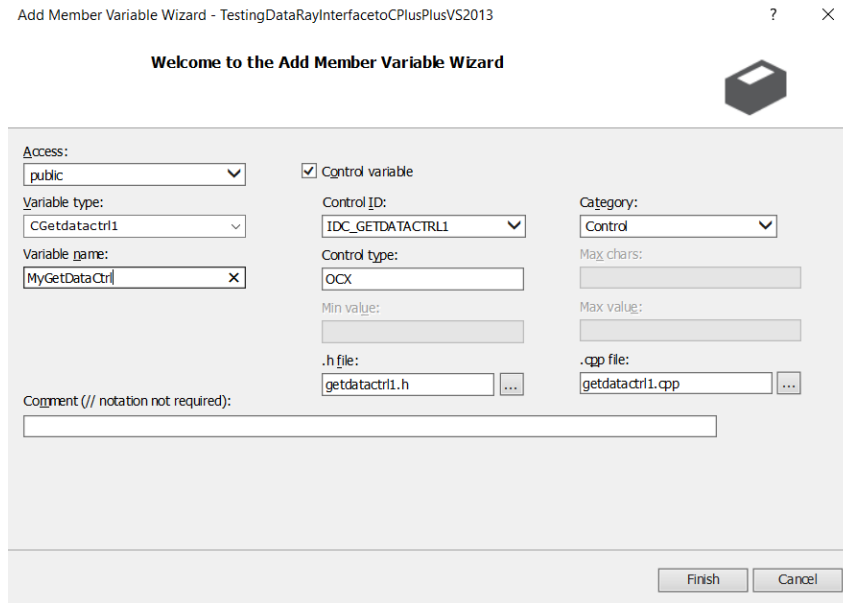 Add Member Variable Wizard - TestingDataRayInterfacetoCPlusPlusVS2013 ?
Welcome to the Add Member Variable Wizard
Access:
public
Control variable
Variable type:
Control ID:
Category:
CGetdatactrl1
IDC_GETDATACTRL1
Control
Variable name:
Control type:
Max chars:
MyGetDataCtrl
OCX
Min value:
Max value:
.h file:
.cpp file:
getdatactrl1.h
...
getdatactrl1.cpp
...
Comment (// notation not required):
Finish
Cancel